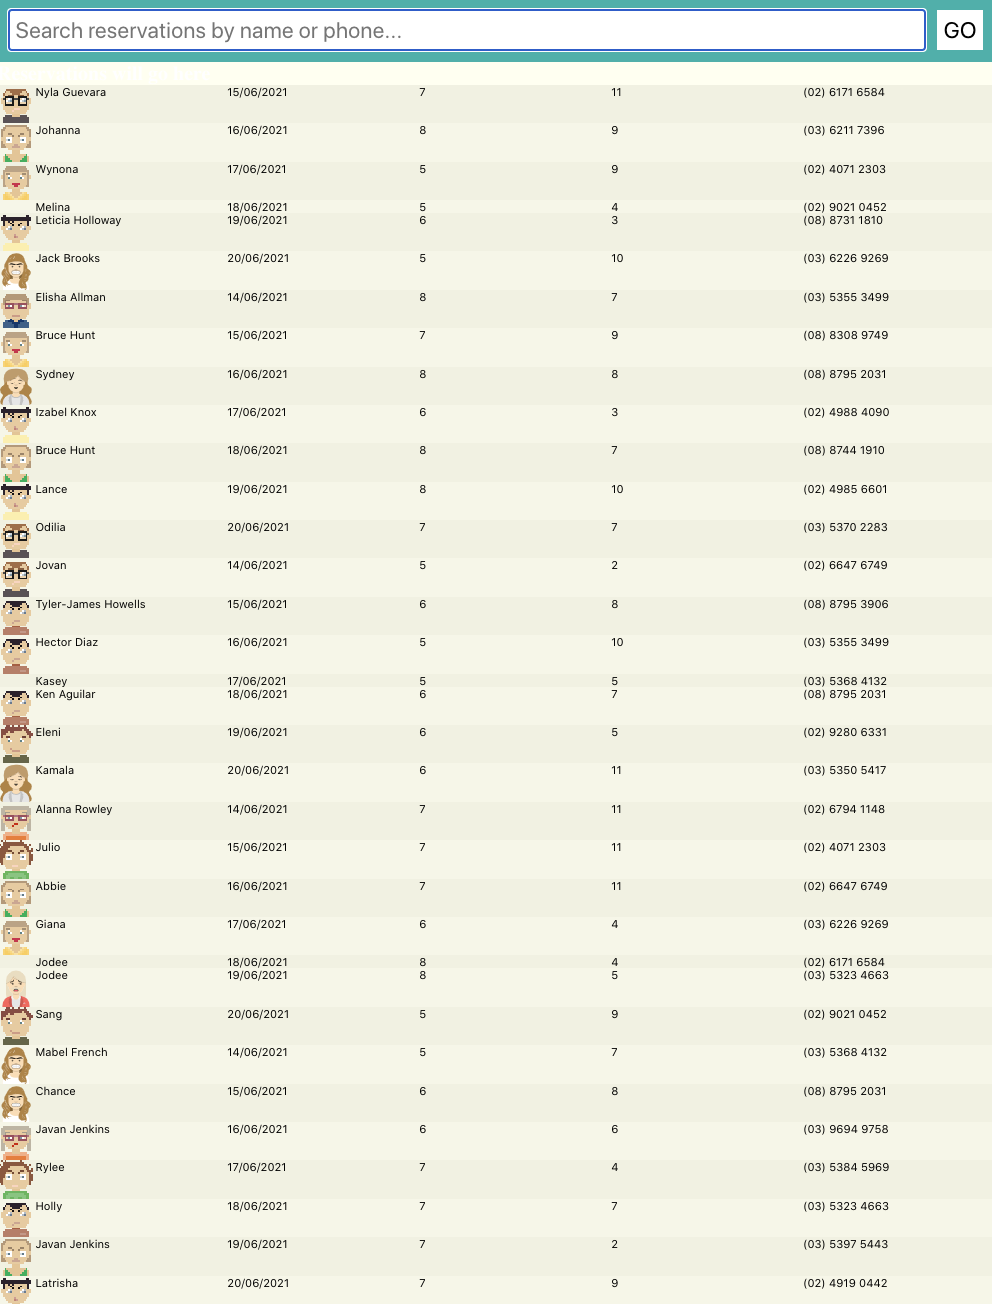 Search reservations by name or phone...
GO
Nyla Guevara 15/06/2021 7 11 (02) 6171 6584
Johanna 16/06/2021 8 9 (03) 6211 7396
Wynona 17/06/2021 5 9 (02) 4071 2303
Melina 18/06/2021 5 4 (02) 9021 0452
Leticia Holloway 19/06/2021 6 3 (08) 8731 1810
Jack Brooks 20/06/2021 5 10 (03) 6226 9269
Elisha Allman 14/06/2021 8 7 (03) 5355 3499
Bruce Hunt 15/06/2021 7 9 (08) 8308 9749
Sydney 16/06/2021 8 8 (08) 8795 2031
Izabel Knox 17/06/2021 6 3 (02) 4988 4090
Bruce Hunt 18/06/2021 8 7 (08) 8744 1910
Lance 19/06/2021 8 10 (02) 4985 6601
Odilia 20/06/2021 7 7 (03) 5370 2283
Jovan 14/06/2021 5 2 (02) 6647 6749
Tyler-James Howells 15/06/2021 6 8 (08) 8795 3906
Hector Diaz 16/06/2021 5 10 (03) 5355 3499
Kasey 17/06/2021 5 5 (03) 5368 4132
Ken Aguilar 18/06/2021 6 7 (08) 8795 2031
Eleni 19/06/2021 6 5 (02) 9280 6331
Kamala 20/06/2021 6 11 (03) 5350 5417
Alanna Rowley 14/06/2021 7 11 (02) 6794 1148
Julio 15/06/2021 7 11 (02) 4071 2303
Abbie 16/06/2021 7 11 (02) 6647 6749
Giana 17/06/2021 6 4 (03) 6226 9269
Jodee 18/06/2021 8 4 (02) 6171 6584
Jodee 19/06/2021 8 5 (03) 5323 4663
Sang 20/06/2021 5 9 (02) 9021 0452
Mabel French 14/06/2021 5 7 (03) 5368 4132
Chance 15/06/2021 6 8 (08) 8795 2031
Javan Jenkins 16/06/2021 6 6 (03) 9694 9758
Rylee 17/06/2021 7 4 (03) 5384 5969
Holly 18/06/2021 7 7 (03) 5323 4663
Javan Jenkins 19/06/2021 7 2 (03) 5397 5443
Latrisha 20/06/2021 7 9 (02) 4919 0442